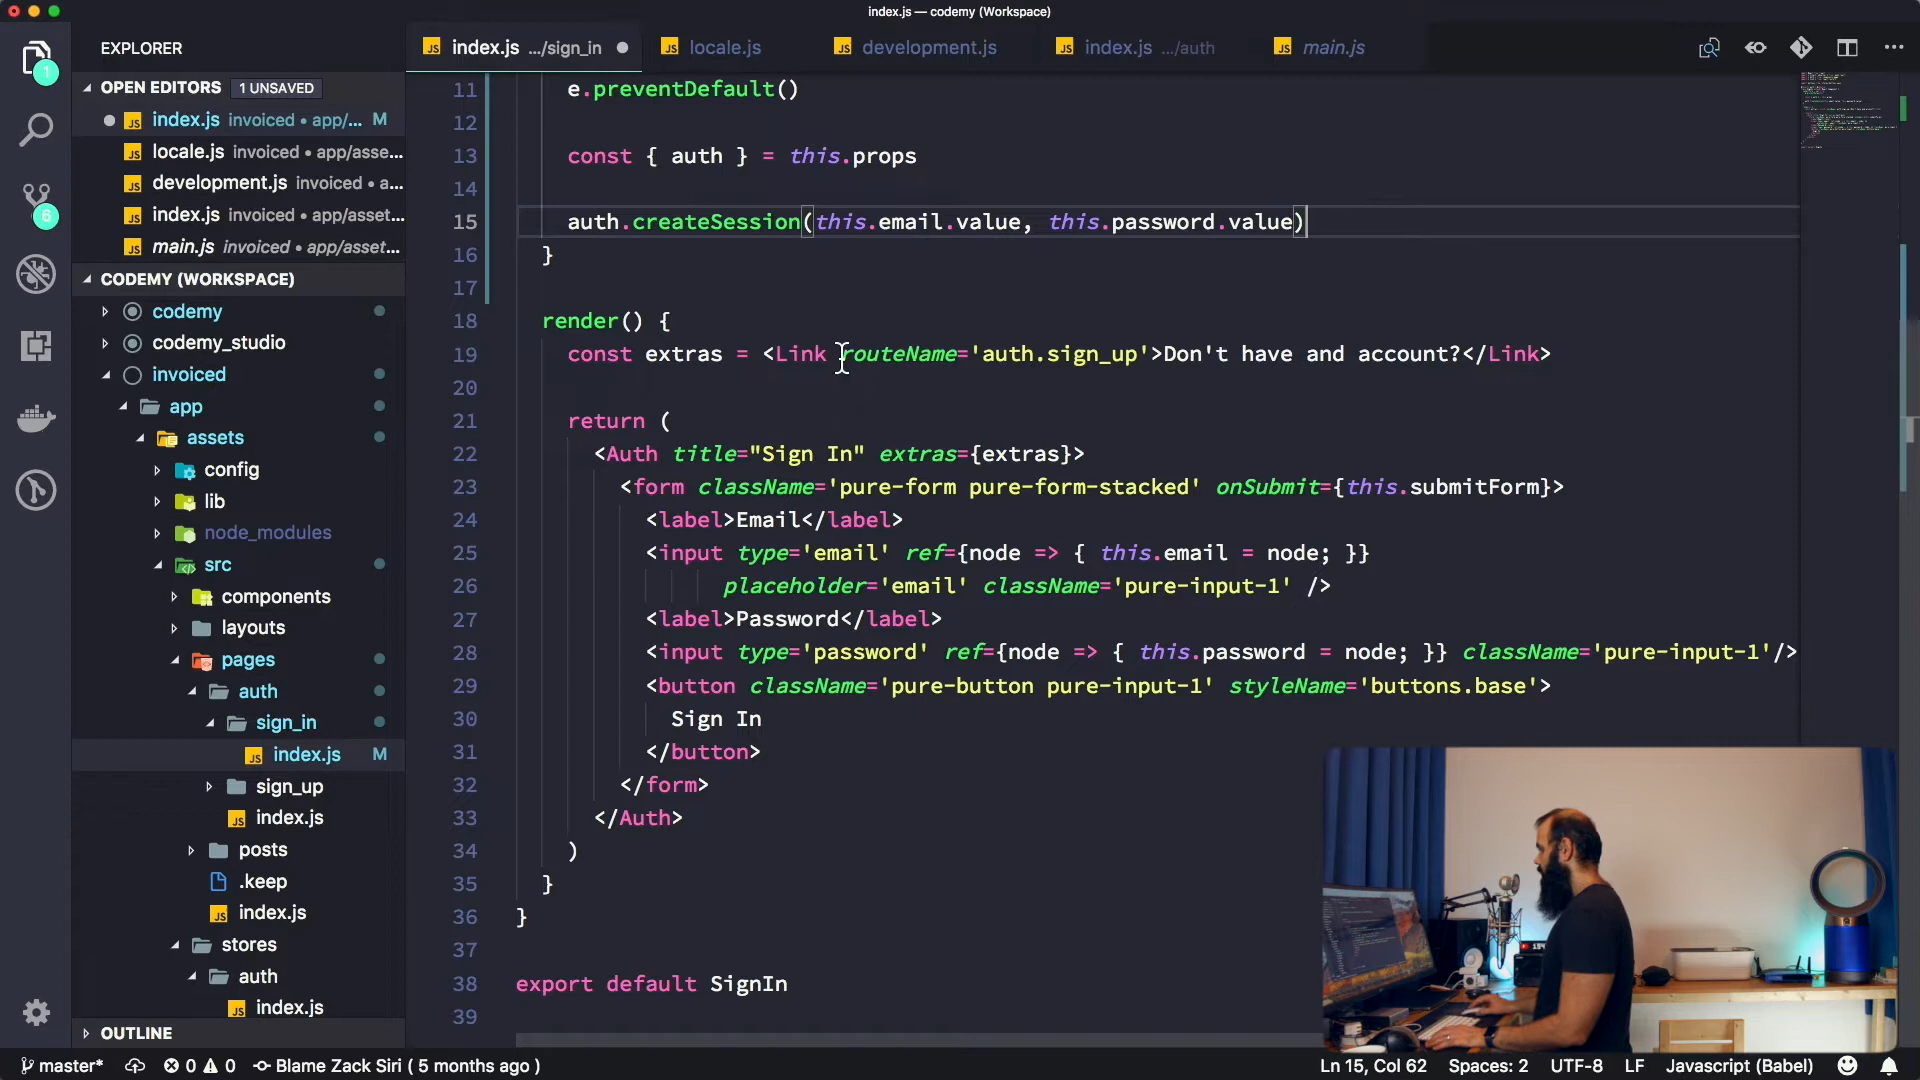 index.js — codemy (Workspace)
EXPLORER
index.js …/sign_in
locale.js
development.js
index.js …/auth
main.js
OPEN EDITORS 1 UNSAVED
index.js invoiced • app/... M
locale.js invoiced • app/asse...
development.js invoiced • a...
index.js invoiced • app/asset...
main.js invoiced • app/asset...
CODEMY (WORKSPACE)
codemy
codemy_studio
invoiced
app
assets
config
lib
node_modules
src
components
layouts
pages
auth
sign_in
index.js M
sign_up
index.js
posts
.keep
index.js
stores
auth
index.js
OUTLINE
1
6
11 e.preventDefault()
12
13 const { auth } = this.props
14
15 auth.createSession(this.email.value, this.password.value)
16 }
17
18 render() {
19 const extras = <Link routeName='auth.sign_up'>Don't have and account?</Link>
20
21 return (
22 <Auth title="Sign In" extras={extras}>
23 <form className='pure-form pure-form-stacked' onSubmit={this.submitForm}>
24 <label>Email</label>
25 <input type='email' ref={node => { this.email = node; }}
26 placeholder='email' className='pure-input-1' />
27 <label>Password</label>
28 <input type='password' ref={node => { this.password = node; }} className='pure-input-1'/>
29 <button className='pure-button pure-input-1' styleName='buttons.base'>
30 Sign In
31 </button>
32 </form>
33 </Auth>
34 )
35 }
36 }
37
38 export default SignIn
39
master* 0 0 Blame Zack Siri ( 5 months ago ) Ln 15, Col 62 Spaces: 2 UTF-8 LF Javascript (Babel)